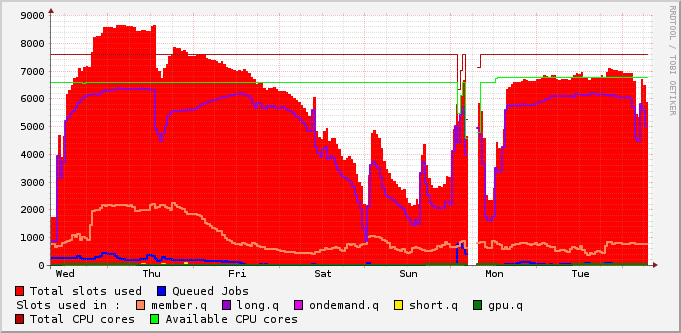 RRDTOOL / TOBI OETIKER
9000
8000
7000
6000
5000
4000
3000
2000
1000
0
Wed Thu Fri Sat Sun Mon Tue
Total slots used Queued Jobs
Slots used in : member.q long.q ondemand.q short.q gpu.q
Total CPU cores Available CPU cores